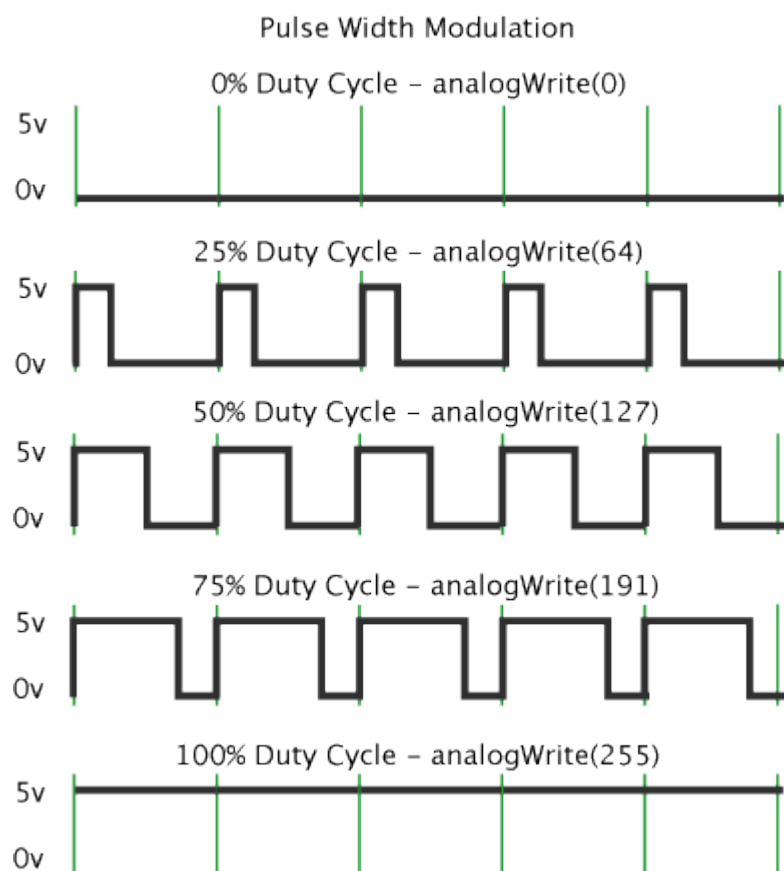 Pulse Width Modulation
0% Duty Cycle – analogWrite(0)
5v
0v
25% Duty Cycle – analogWrite(64)
5v
0v
50% Duty Cycle – analogWrite(127)
5v
0v
75% Duty Cycle – analogWrite(191)
5v
0v
100% Duty Cycle – analogWrite(255)
5v
0v